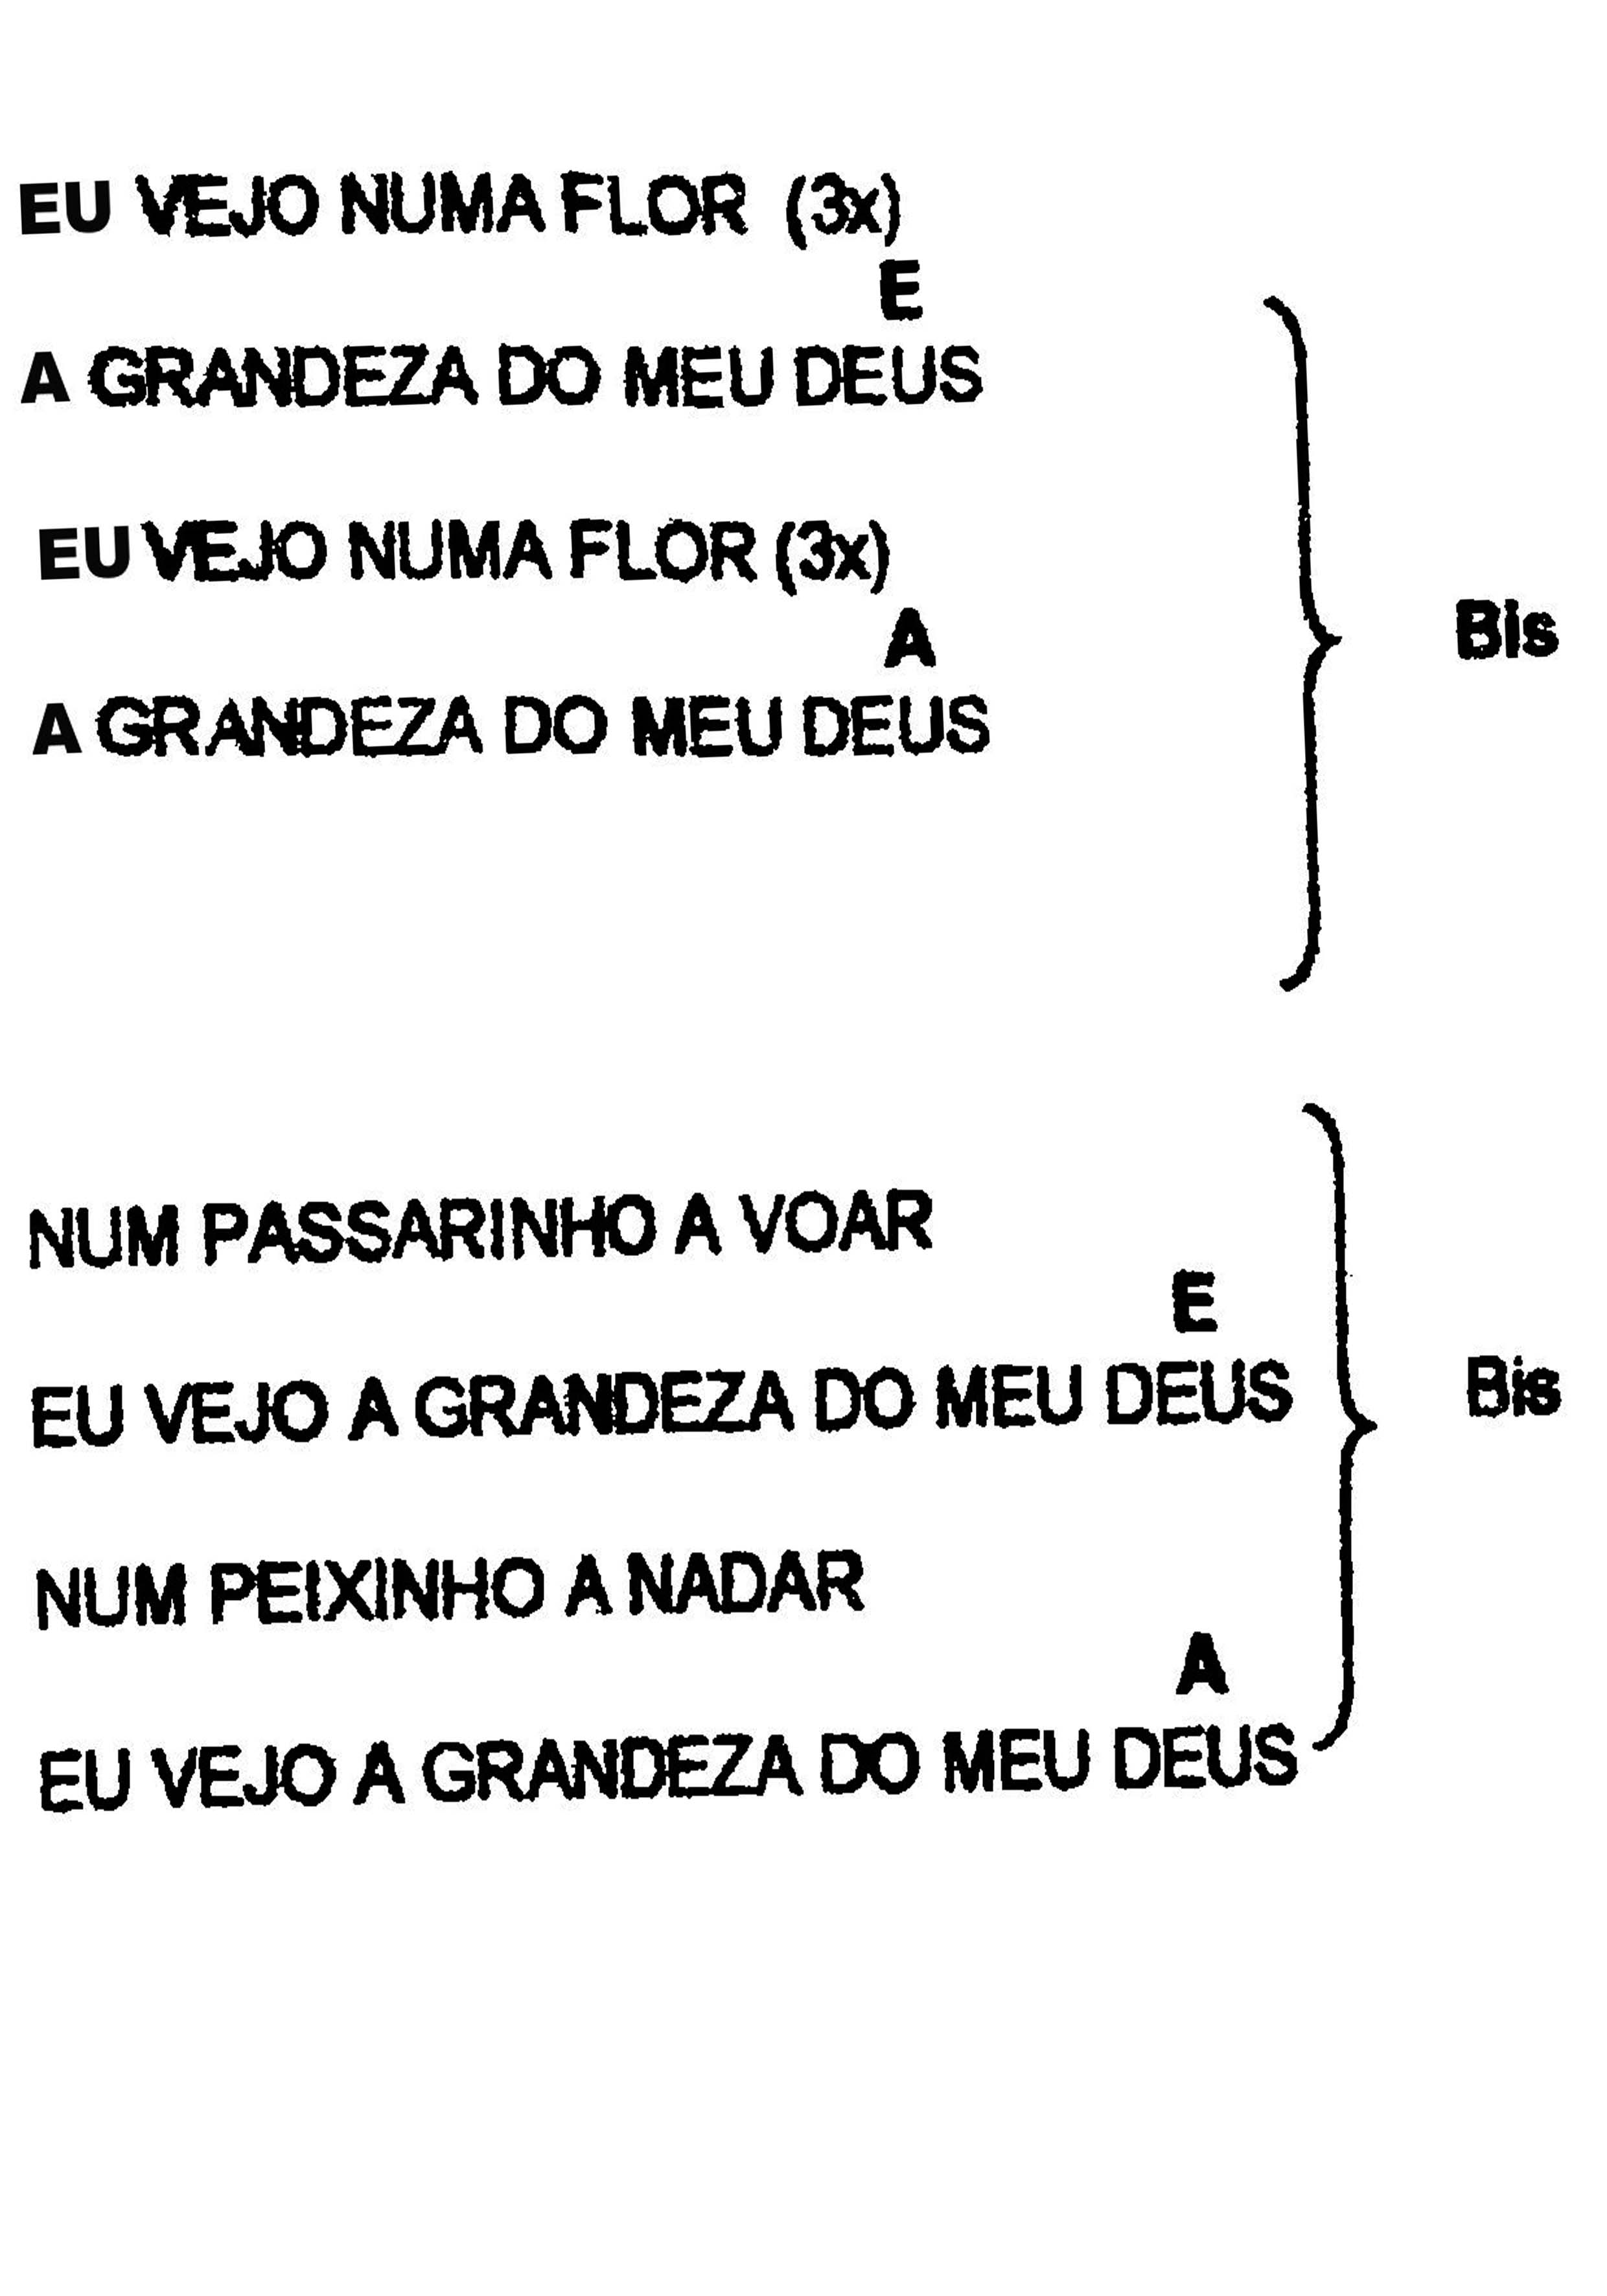 EU VEJO NUMA FLOR (3x)
E
A GRANDEZA DO MEU DEUS
EU VEJO NUMA FLOR (3x)
Bis
A
A GRANDEZA DO MEU DEUS
NUM PASSARINHO A VOAR
E
EU VEJO A GRANDEZA DO MEU DEUS
Bis
NUM PEIXINHO A NADAR
A
EU VEJO A GRANDEZA DO MEU DEUS